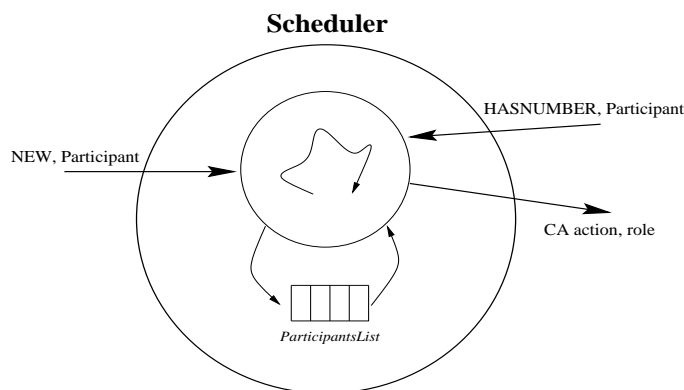 Scheduler
HASNUMBER, Participant
NEW, Participant
CA action, role
ParticipantsList